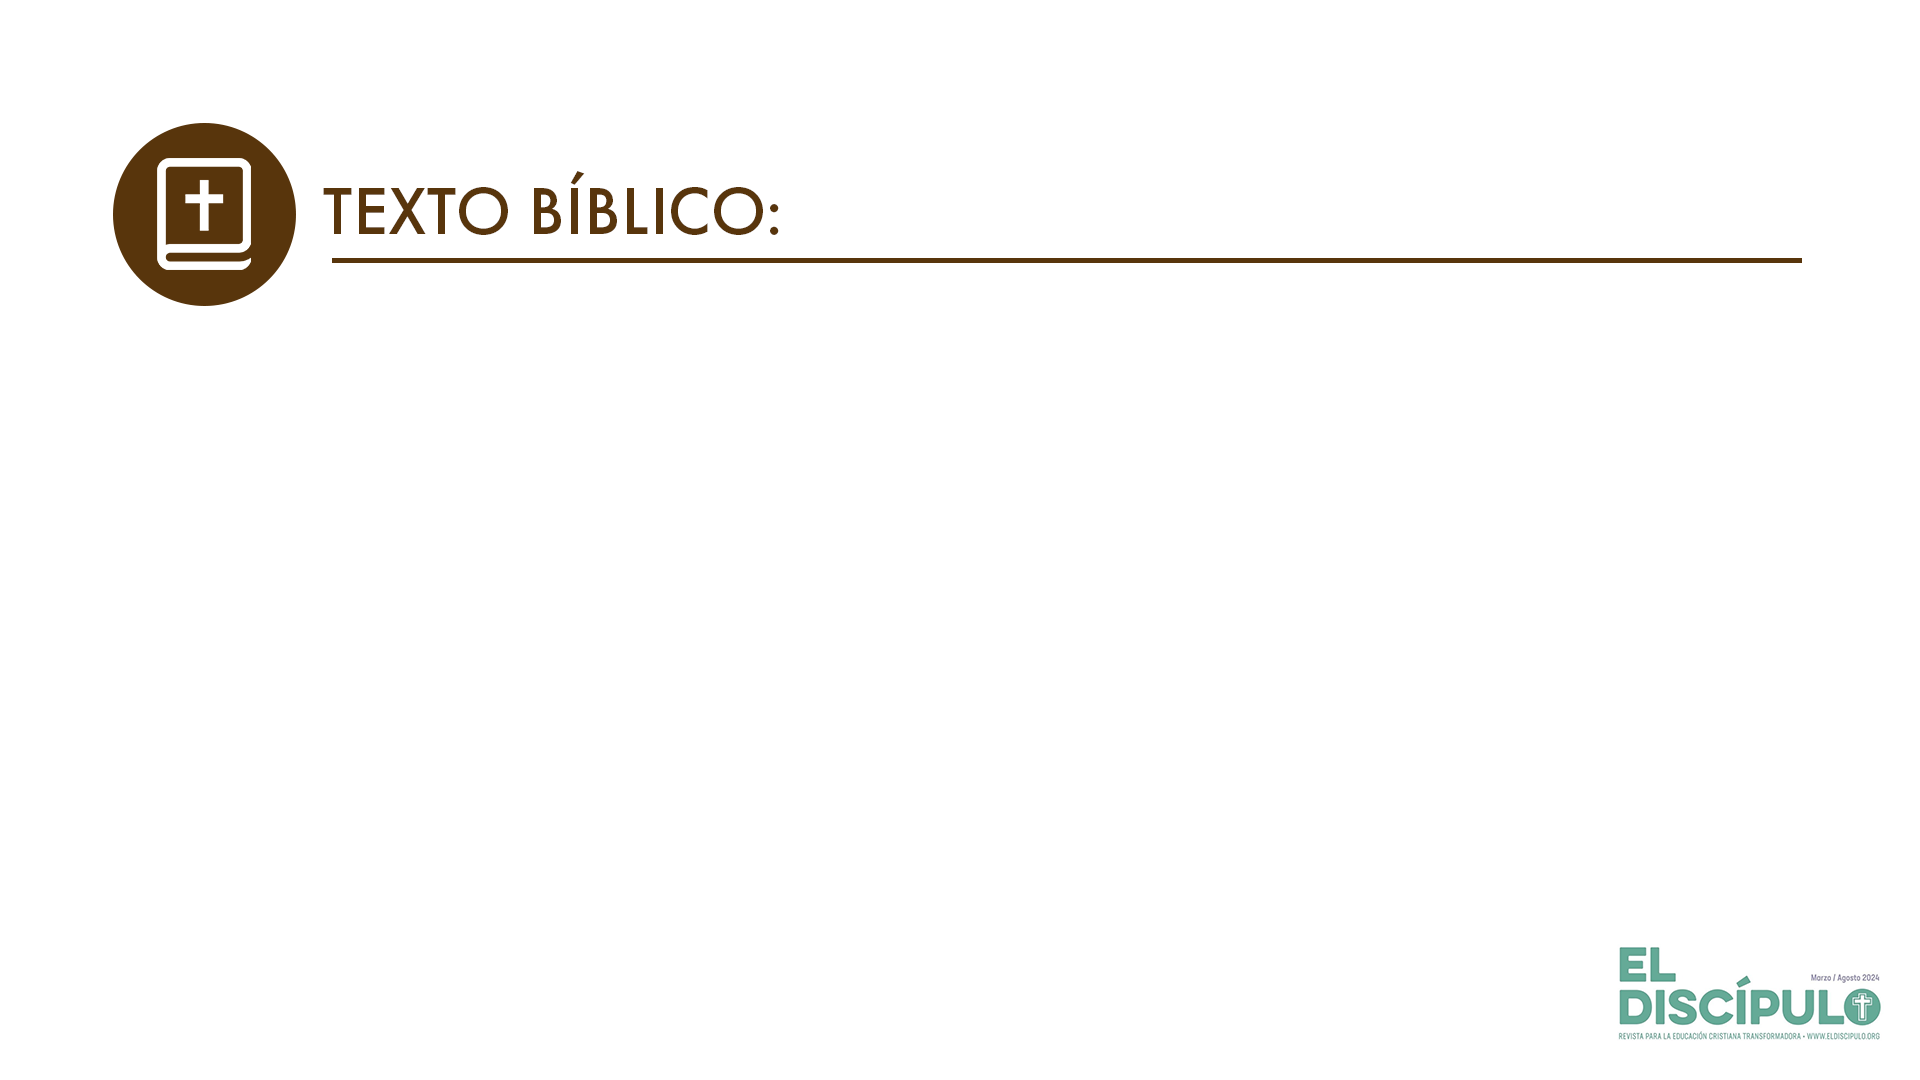 TEXTO BÍBLICO:
EL
Marzo / Agosto 2024
DISCÍPULO
REVISTA PARA LA EDUCACIÓN CRISTIANA TRANSFORMADORA • WWW.ELDISCIPULO.ORG